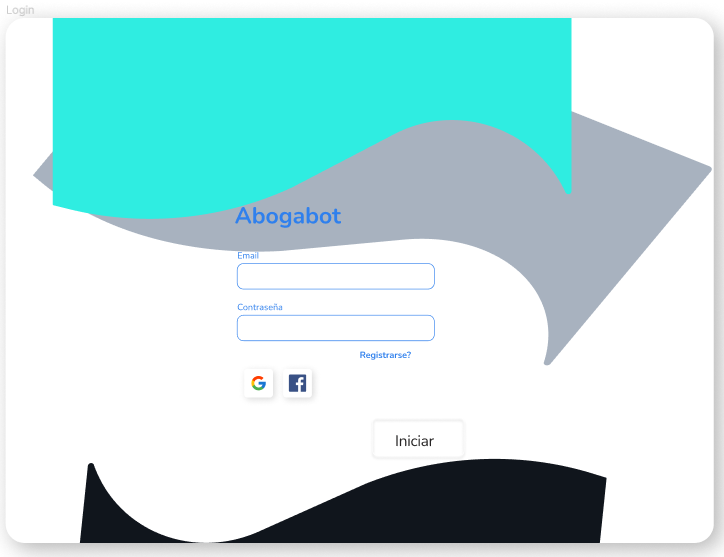 Login
Abogabot
Email
Contraseña
Registrarse?
Iniciar